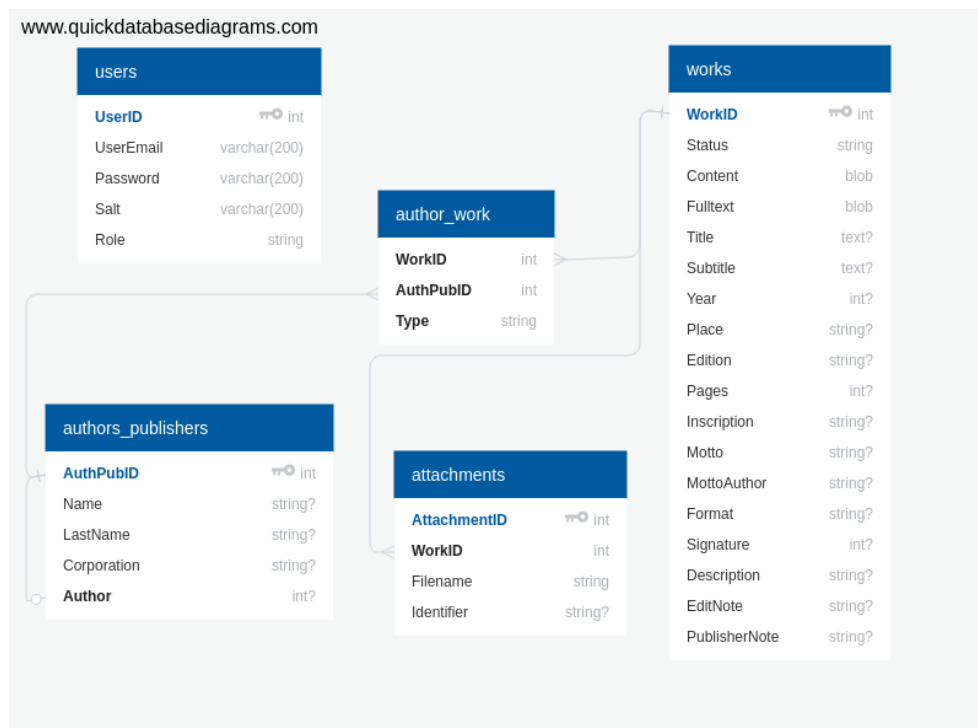 www.quickdatabasediagrams.com
users
UserID int
UserEmail varchar(200)
Password varchar(200)
Salt varchar(200)
Role string
author_work
WorkID int
AuthPubID int
Type string
works
WorkID int
Status string
Content blob
Fulltext blob
Title text?
Subtitle text?
Year int?
Place string?
Edition string?
Pages int?
Inscription string?
Motto string?
MottoAuthor string?
Format string?
Signature int?
Description string?
EditNote string?
PublisherNote string?
authors_publishers
AuthPubID int
Name string?
LastName string?
Corporation string?
Author int?
attachments
AttachmentID int
WorkID int
Filename string
Identifier string?